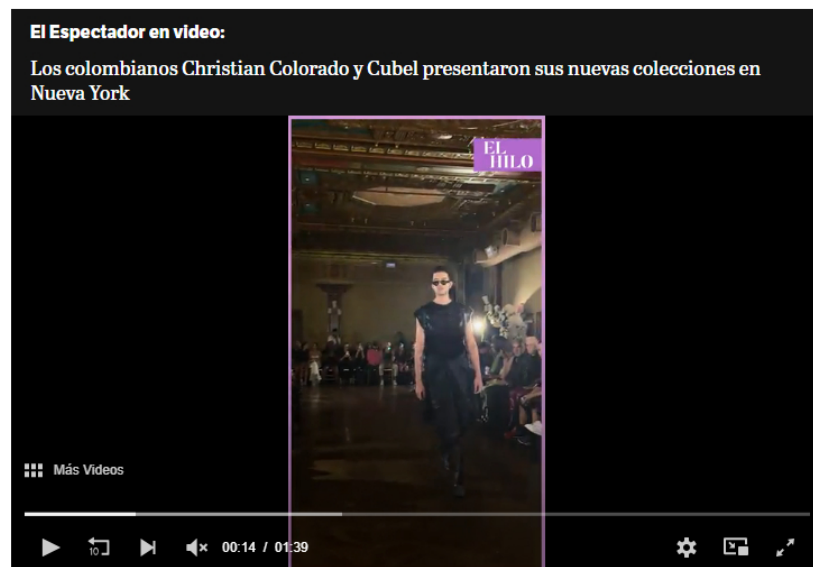 El Espectador en video:
Los colombianos Christian Colorado y Cubel presentaron sus nuevas colecciones en
Nueva York
EL
HILO
Más Videos
10
00:14 / 01:39